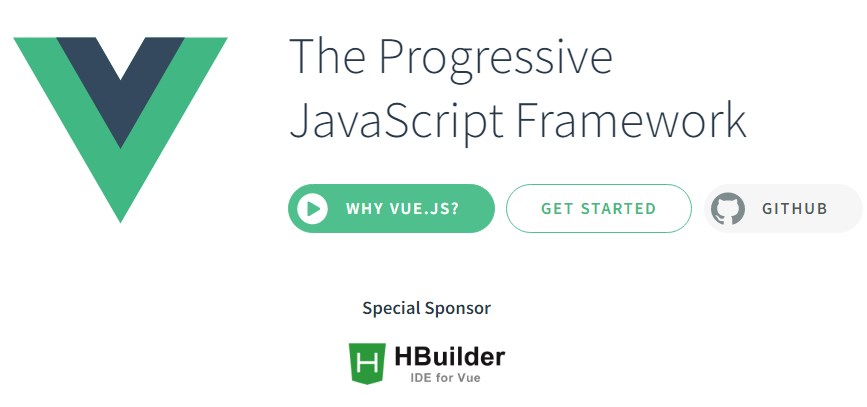 The Progressive
JavaScript Framework
WHY VUE.JS?
GET STARTED
GITHUB
Special Sponsor
H HBuilder
IDE for Vue